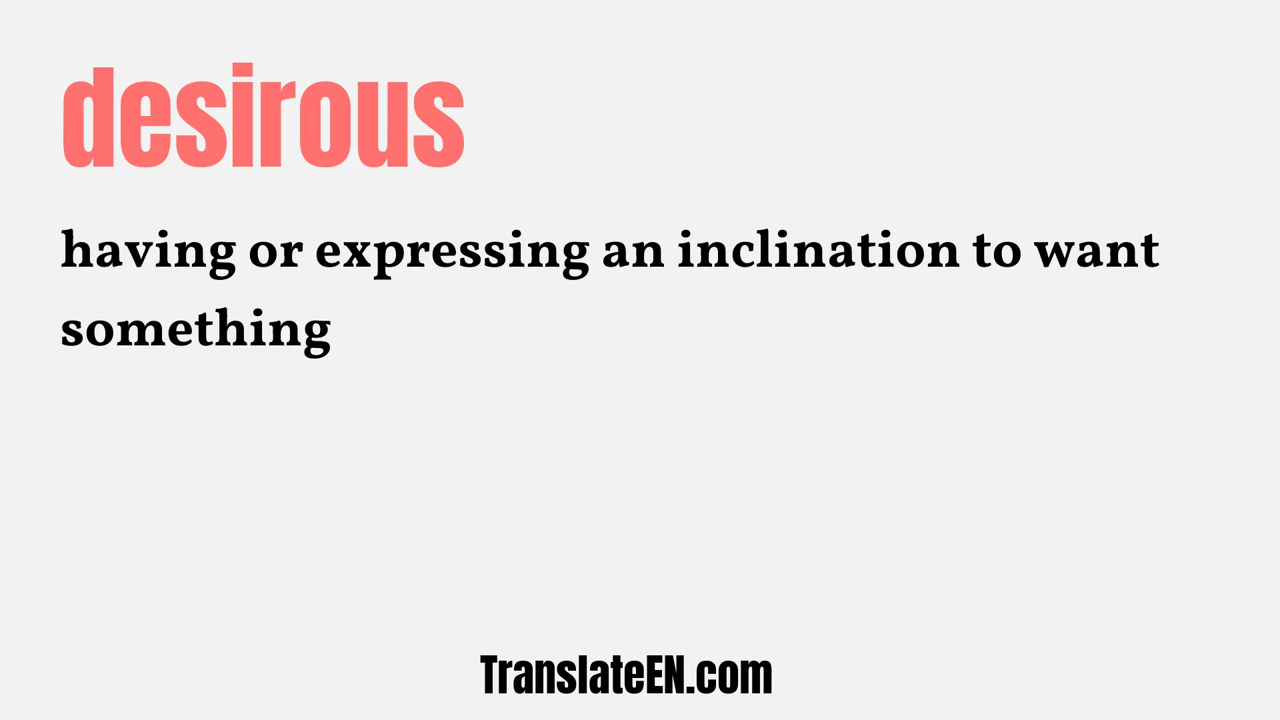 desirous
having or expressing an inclination to want
something
TranslateEN.com